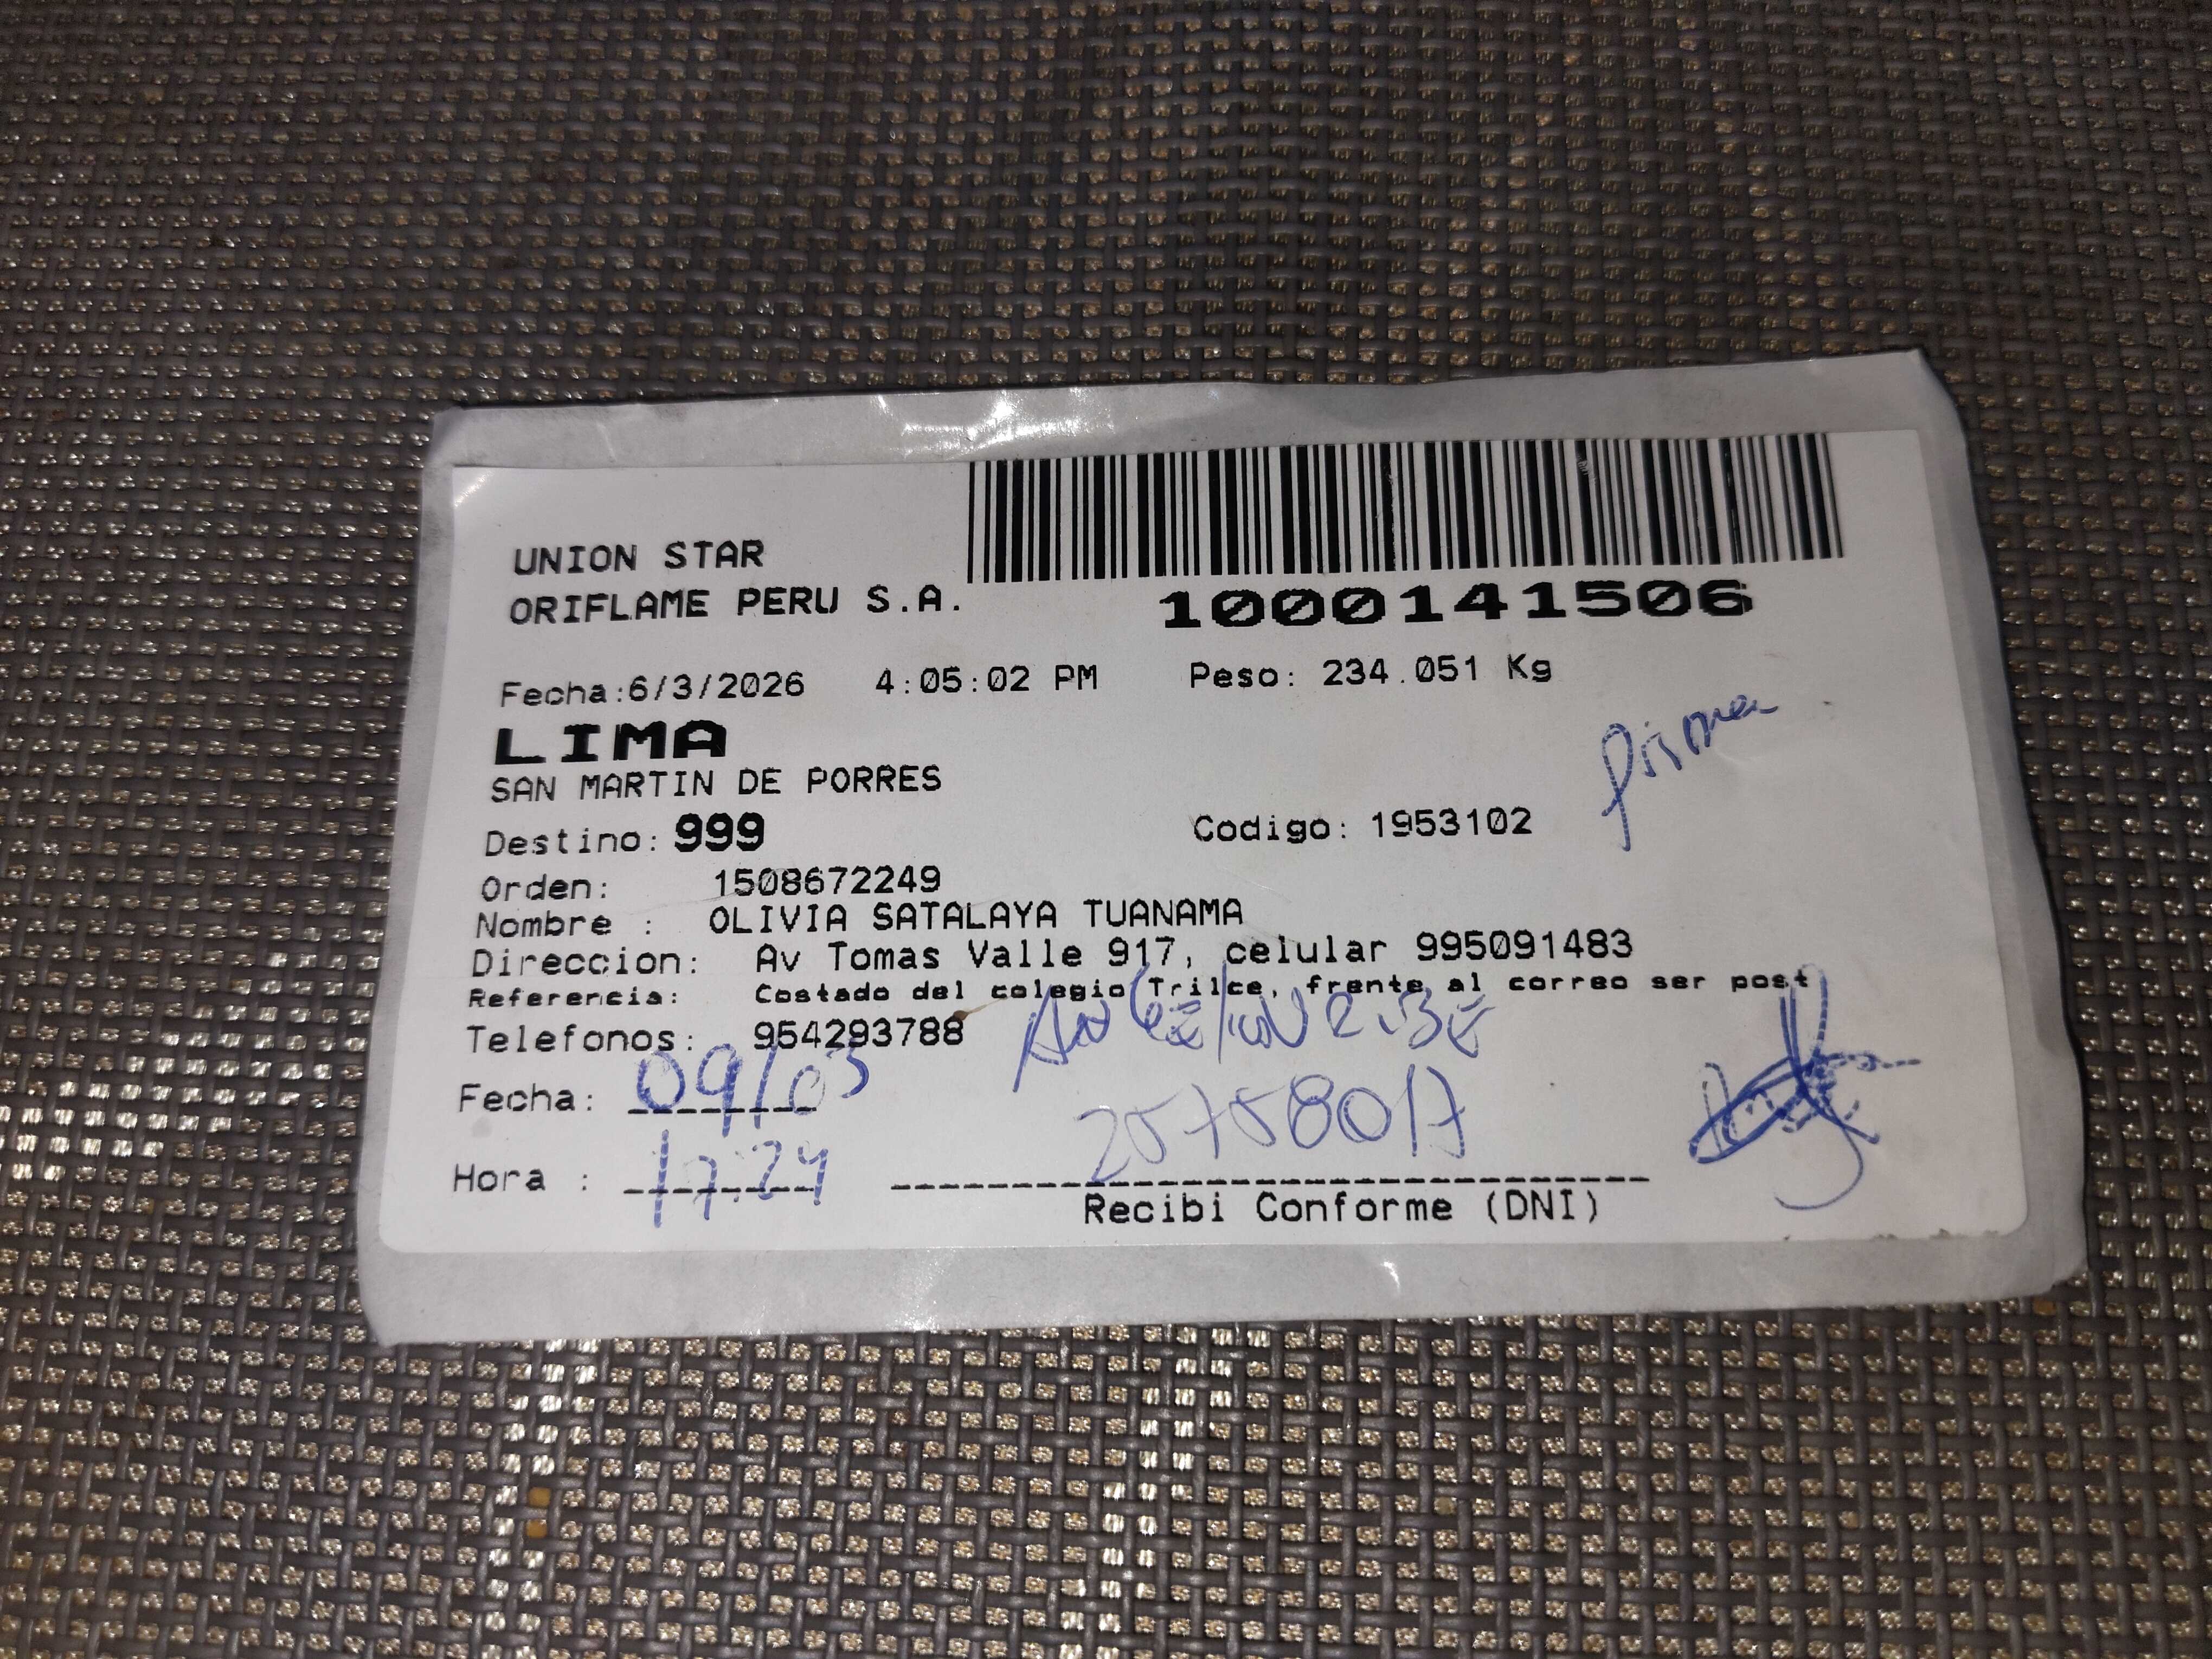 UNION STAR
ORIFLAME PERU S.A.
1000141506
Fecha:6/3/2026 4:05:02 PM Peso: 234.051 Kg
LIMA
SAN MARTIN DE PORRES
Destino: 999 Codigo: 1953102
Orden: 1508672249
Nombre : OLIVIA SATALAYA TUANAMA
Direccion: Av Tomas Valle 917, celular 995091483
Referencia: Costado del colegio Trilce, frente al correo ser post
Telefonos: 954293788
Fecha: 09/03
25758017
Hora : 17:24
Recibi Conforme (DNI)